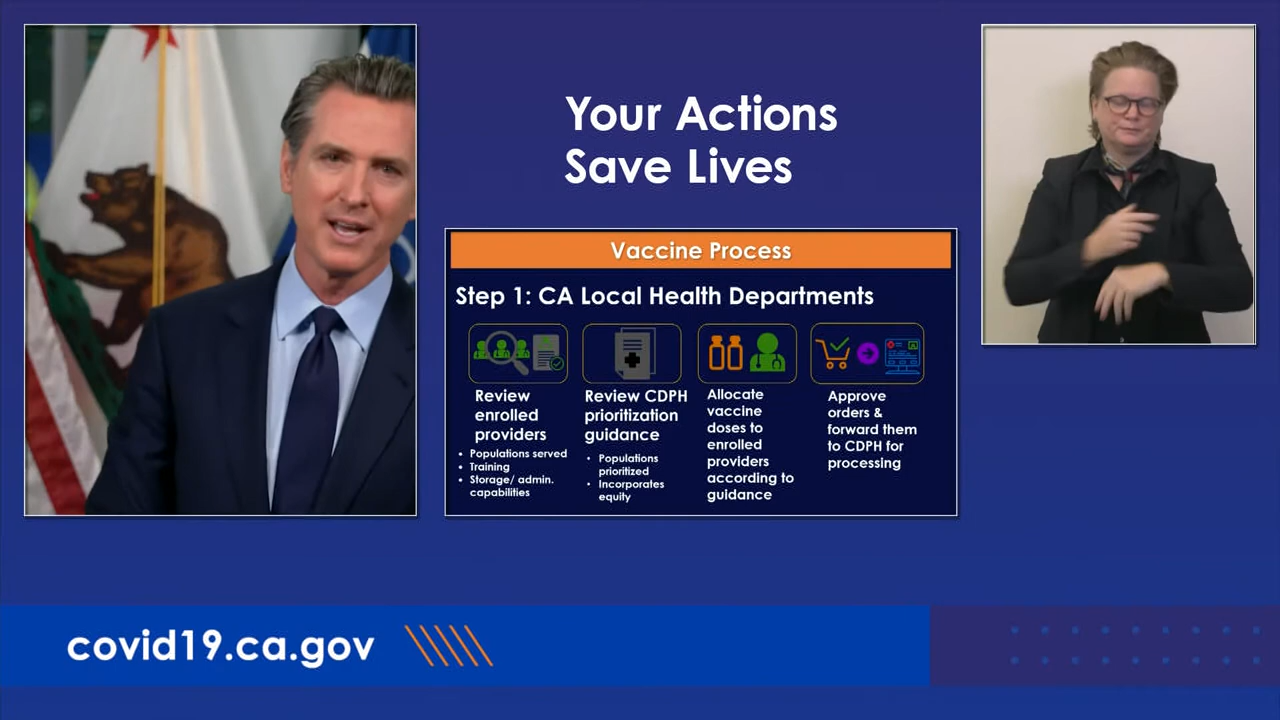 Your Actions
Save Lives
Vaccine Process
Step 1: CA Local Health Departments
Review
enrolled
providers
• Populations served
• Training
• Storage/ admin.
capabilities
Review CDPH
prioritization
guidance
• Populations
prioritized
• Incorporates
equity
Allocate
vaccine
doses to
enrolled
providers
according to
guidance
Approve
orders &
forward them
to CDPH for
processing
covid19.ca.gov